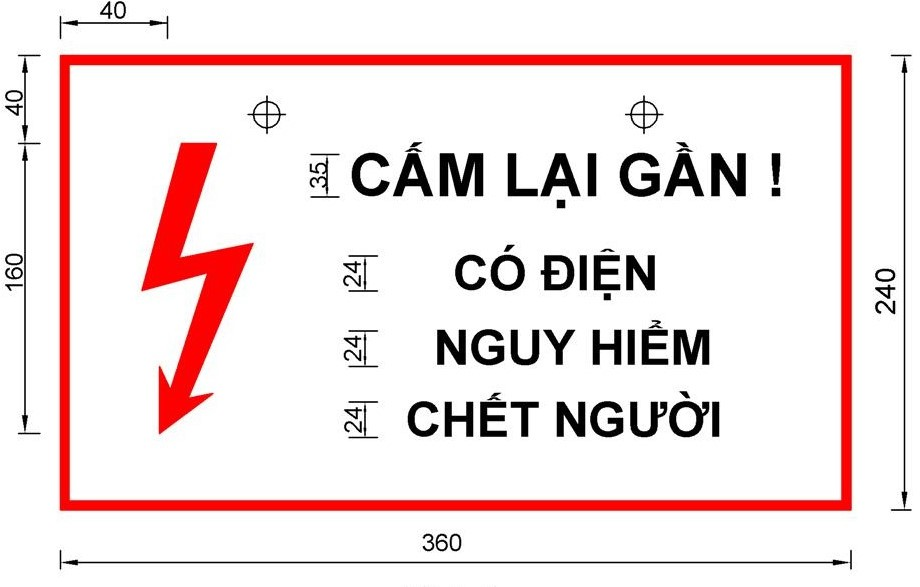 40
40
35 CẤM LẠI GẦN !
160
24 CÓ ĐIỆN
240
24 NGUY HIỂM
24 CHẾT NGƯỜI
360